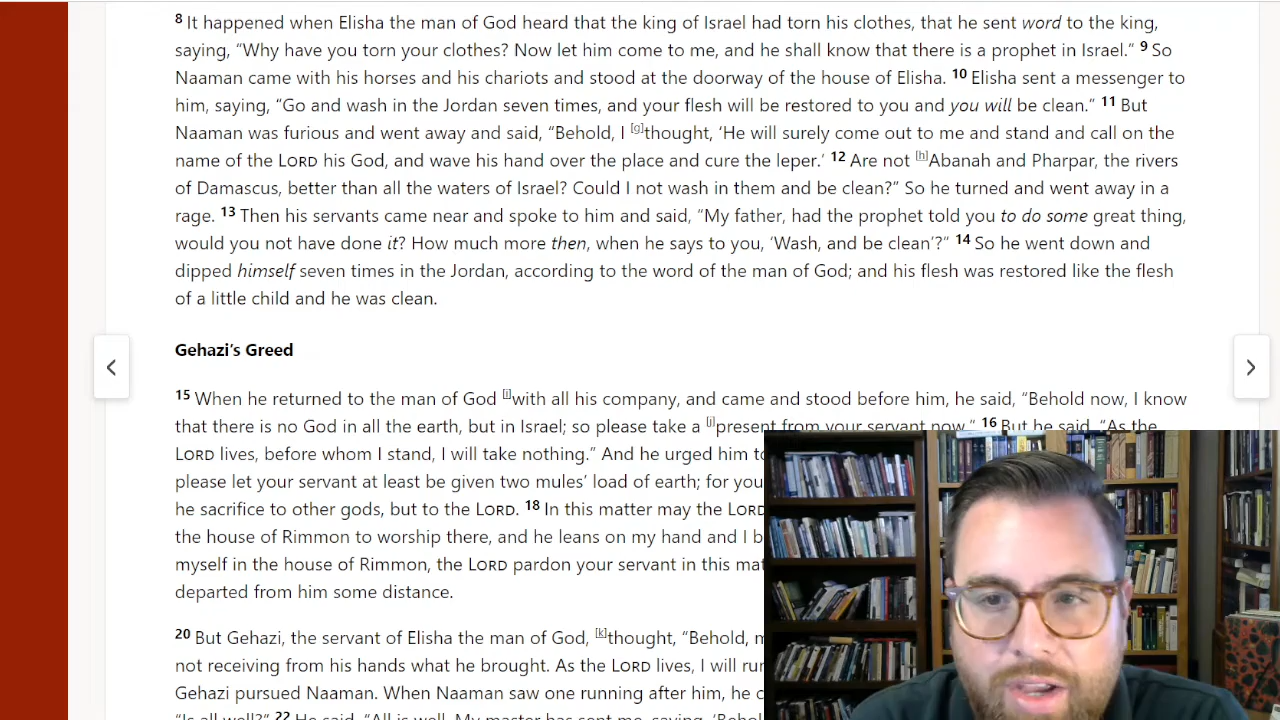 8 It happened when Elisha the man of God heard that the king of Israel had torn his clothes, that he sent word to the king,
saying, “Why have you torn your clothes? Now let him come to me, and he shall know that there is a prophet in Israel.” 9 So
Naaman came with his horses and his chariots and stood at the doorway of the house of Elisha. 10 Elisha sent a messenger to
him, saying, “Go and wash in the Jordan seven times, and your flesh will be restored to you and you will be clean.” 11 But
Naaman was furious and went away and said, “Behold, I [g]thought, ‘He will surely come out to me and stand and call on the
name of the LORD his God, and wave his hand over the place and cure the leper.’ 12 Are not [h]Abanah and Pharpar, the rivers
of Damascus, better than all the waters of Israel? Could I not wash in them and be clean?” So he turned and went away in a
rage. 13 Then his servants came near and spoke to him and said, “My father, had the prophet told you to do some great thing,
would you not have done it? How much more then, when he says to you, ‘Wash, and be clean’?” 14 So he went down and
dipped himself seven times in the Jordan, according to the word of the man of God; and his flesh was restored like the flesh
of a little child and he was clean.
Gehazi’s Greed
15 When he returned to the man of God [i]with all his company, and came and stood before him, he said, “Behold now, I know
that there is no God in all the earth, but in Israel; so please take a [j]present from your servant now.” 16 But he said, “As the
LORD lives, before whom I stand, I will take nothing.” And he urged him to
please let your servant at least be given two mules’ load of earth; for you
he sacrifice to other gods, but to the LORD. 18 In this matter may the LORD
the house of Rimmon to worship there, and he leans on my hand and I b
myself in the house of Rimmon, the LORD pardon your servant in this mat
departed from him some distance.
20 But Gehazi, the servant of Elisha the man of God, [k]thought, “Behold, m
not receiving from his hands what he brought. As the LORD lives, I will run
Gehazi pursued Naaman. When Naaman saw one running after him, he c
“Is all well?” 22 He said, “All is well. My master has sent me, saying, ‘Behol